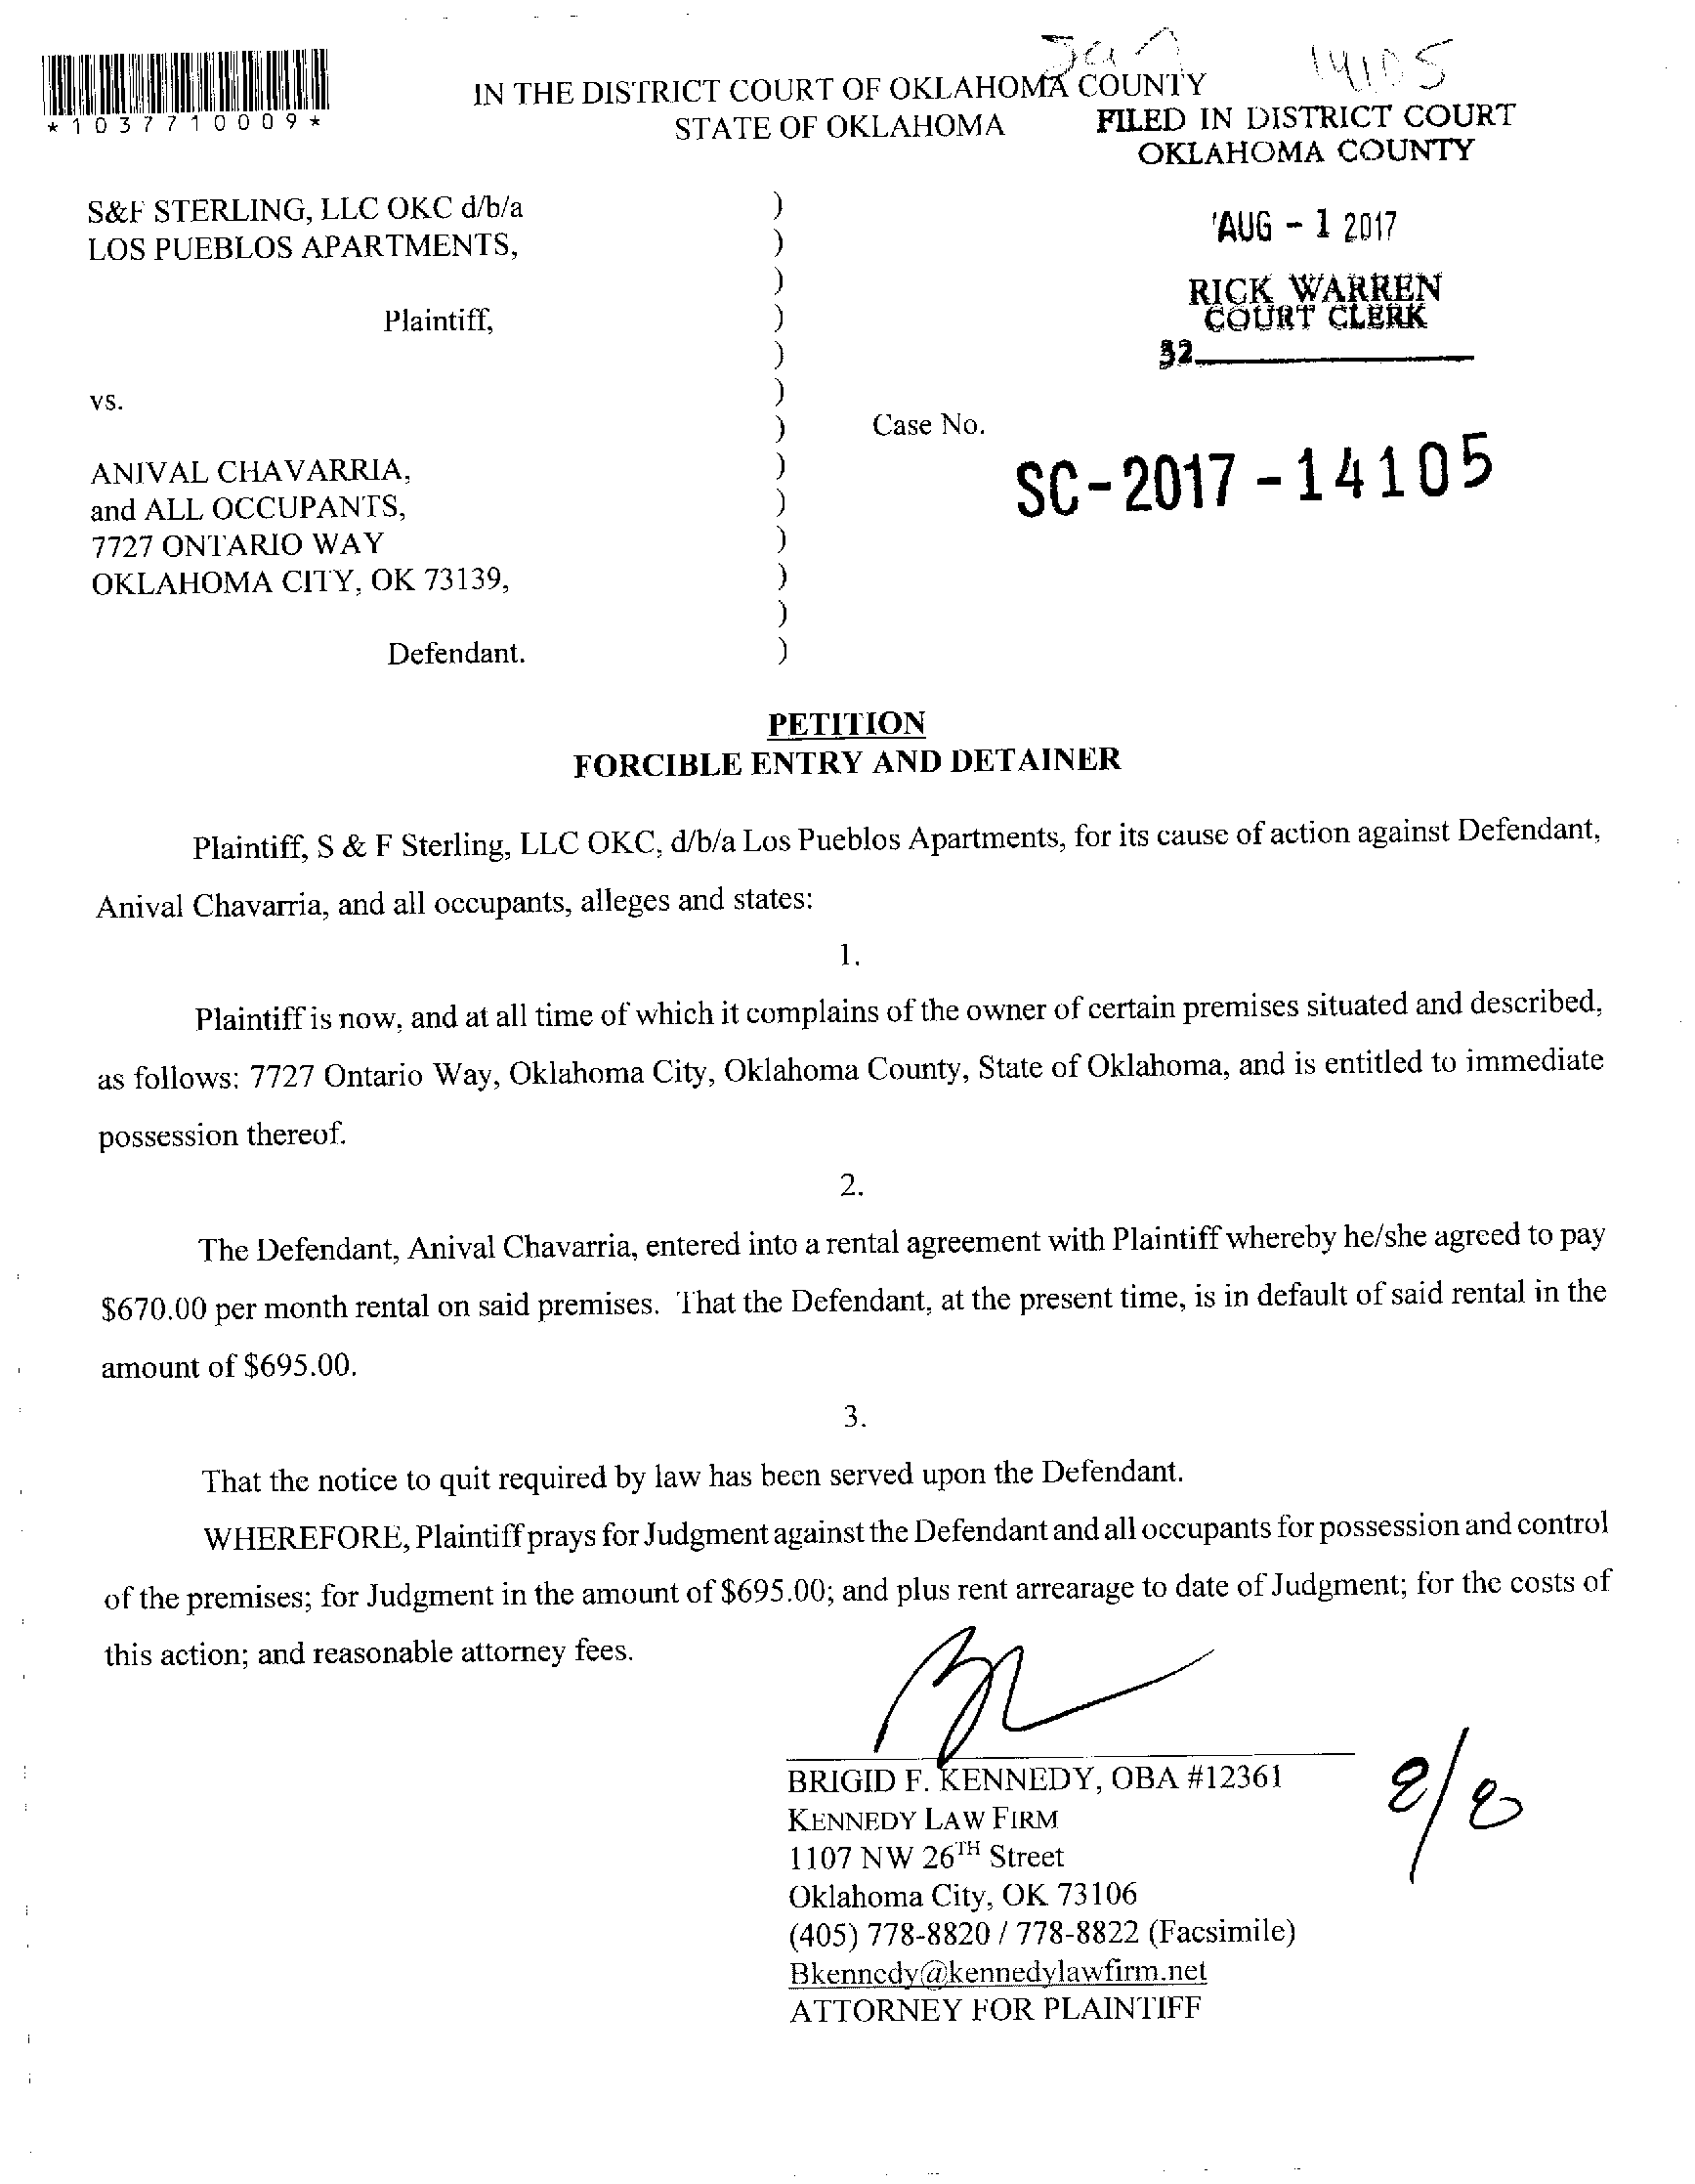 14105
IN THE DISTRICT COURT OF OKLAHOMA COUNTY
STATE OF OKLAHOMA
*1037710009*
FILED IN DISTRICT COURT
OKLAHOMA COUNTY
AUG - 1 2017
RICK WARREN
COURT CLERK
32
S&F STERLING, LLC OKC d/b/a
LOS PUEBLOS APARTMENTS,
Plaintiff,
vs.
ANIVAL CHAVARRIA,
and ALL OCCUPANTS,
7727 ONTARIO WAY
OKLAHOMA CITY, OK 73139,
Defendant.
)
)
)
)
)
)
)
)
)
)
)
)
)
Case No.
SC-2017-14105
PETITION
FORCIBLE ENTRY AND DETAINER
Plaintiff, S & F Sterling, LLC OKC, d/b/a Los Pueblos Apartments, for its cause of action against Defendant,
Anival Chavarria, and all occupants, alleges and states:
1.
Plaintiff is now, and at all time of which it complains of the owner of certain premises situated and described,
as follows: 7727 Ontario Way, Oklahoma City, Oklahoma County, State of Oklahoma, and is entitled to immediate
possession thereof.
2.
The Defendant, Anival Chavarria, entered into a rental agreement with Plaintiff whereby he/she agreed to pay
$670.00 per month rental on said premises. That the Defendant, at the present time, is in default of said rental in the
amount of $695.00.
3.
That the notice to quit required by law has been served upon the Defendant.
WHEREFORE, Plaintiff prays for Judgment against the Defendant and all occupants for possession and control
of the premises; for Judgment in the amount of $695.00; and plus rent arrearage to date of Judgment; for the costs of
this action; and reasonable attorney fees.
BRIGID F. KENNEDY, OBA #12361
KENNEDY LAW FIRM
1107 NW 26TH Street
Oklahoma City, OK 73106
(405) 778-8820 / 778-8822 (Facsimile)
Bkennedy@kennedylawfirm.net
ATTORNEY FOR PLAINTIFF